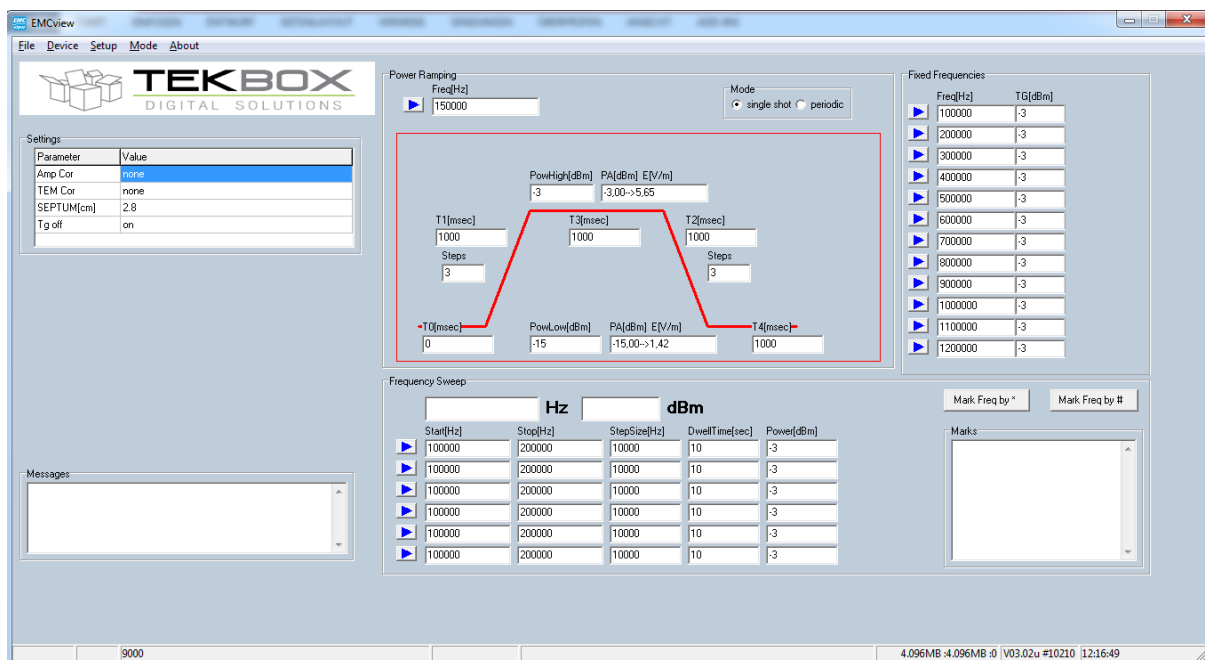 EMCview
File Device Setup Mode About
TEKBOX
DIGITAL SOLUTIONS
Settings
Parameter Value
Amp Cor none
TEM Cor none
SEPTUM[cm] 2.8
Tg off on
Messages
Power Ramping
Freq[Hz]
150000
Mode
single shot periodic
PowHigh[dBm] PA[dBm] E[V/m]
-3 -3,00-->5,65
T1[msec] T3[msec] T2[msec]
1000 1000 1000
Steps Steps
3 3
T0[msec] PowLow[dBm] PA[dBm] E[V/m] T4[msec]
0 -15 -15,00-->1,42 1000
Fixed Frequencies
Freq[Hz] TG[dBm]
100000 -3
200000 -3
300000 -3
400000 -3
500000 -3
600000 -3
700000 -3
800000 -3
900000 -3
1000000 -3
1100000 -3
1200000 -3
Frequency Sweep
Hz dBm
Start[Hz] Stop[Hz] StepSize[Hz] DwellTime[sec] Power[dBm]
100000 200000 10000 10 -3
100000 200000 10000 10 -3
100000 200000 10000 10 -3
100000 200000 10000 10 -3
100000 200000 10000 10 -3
100000 200000 10000 10 -3
Mark Freq by * Mark Freq by #
Marks
9000 4.096MB :4.096MB :0 V03.02u #10210 12:16:49